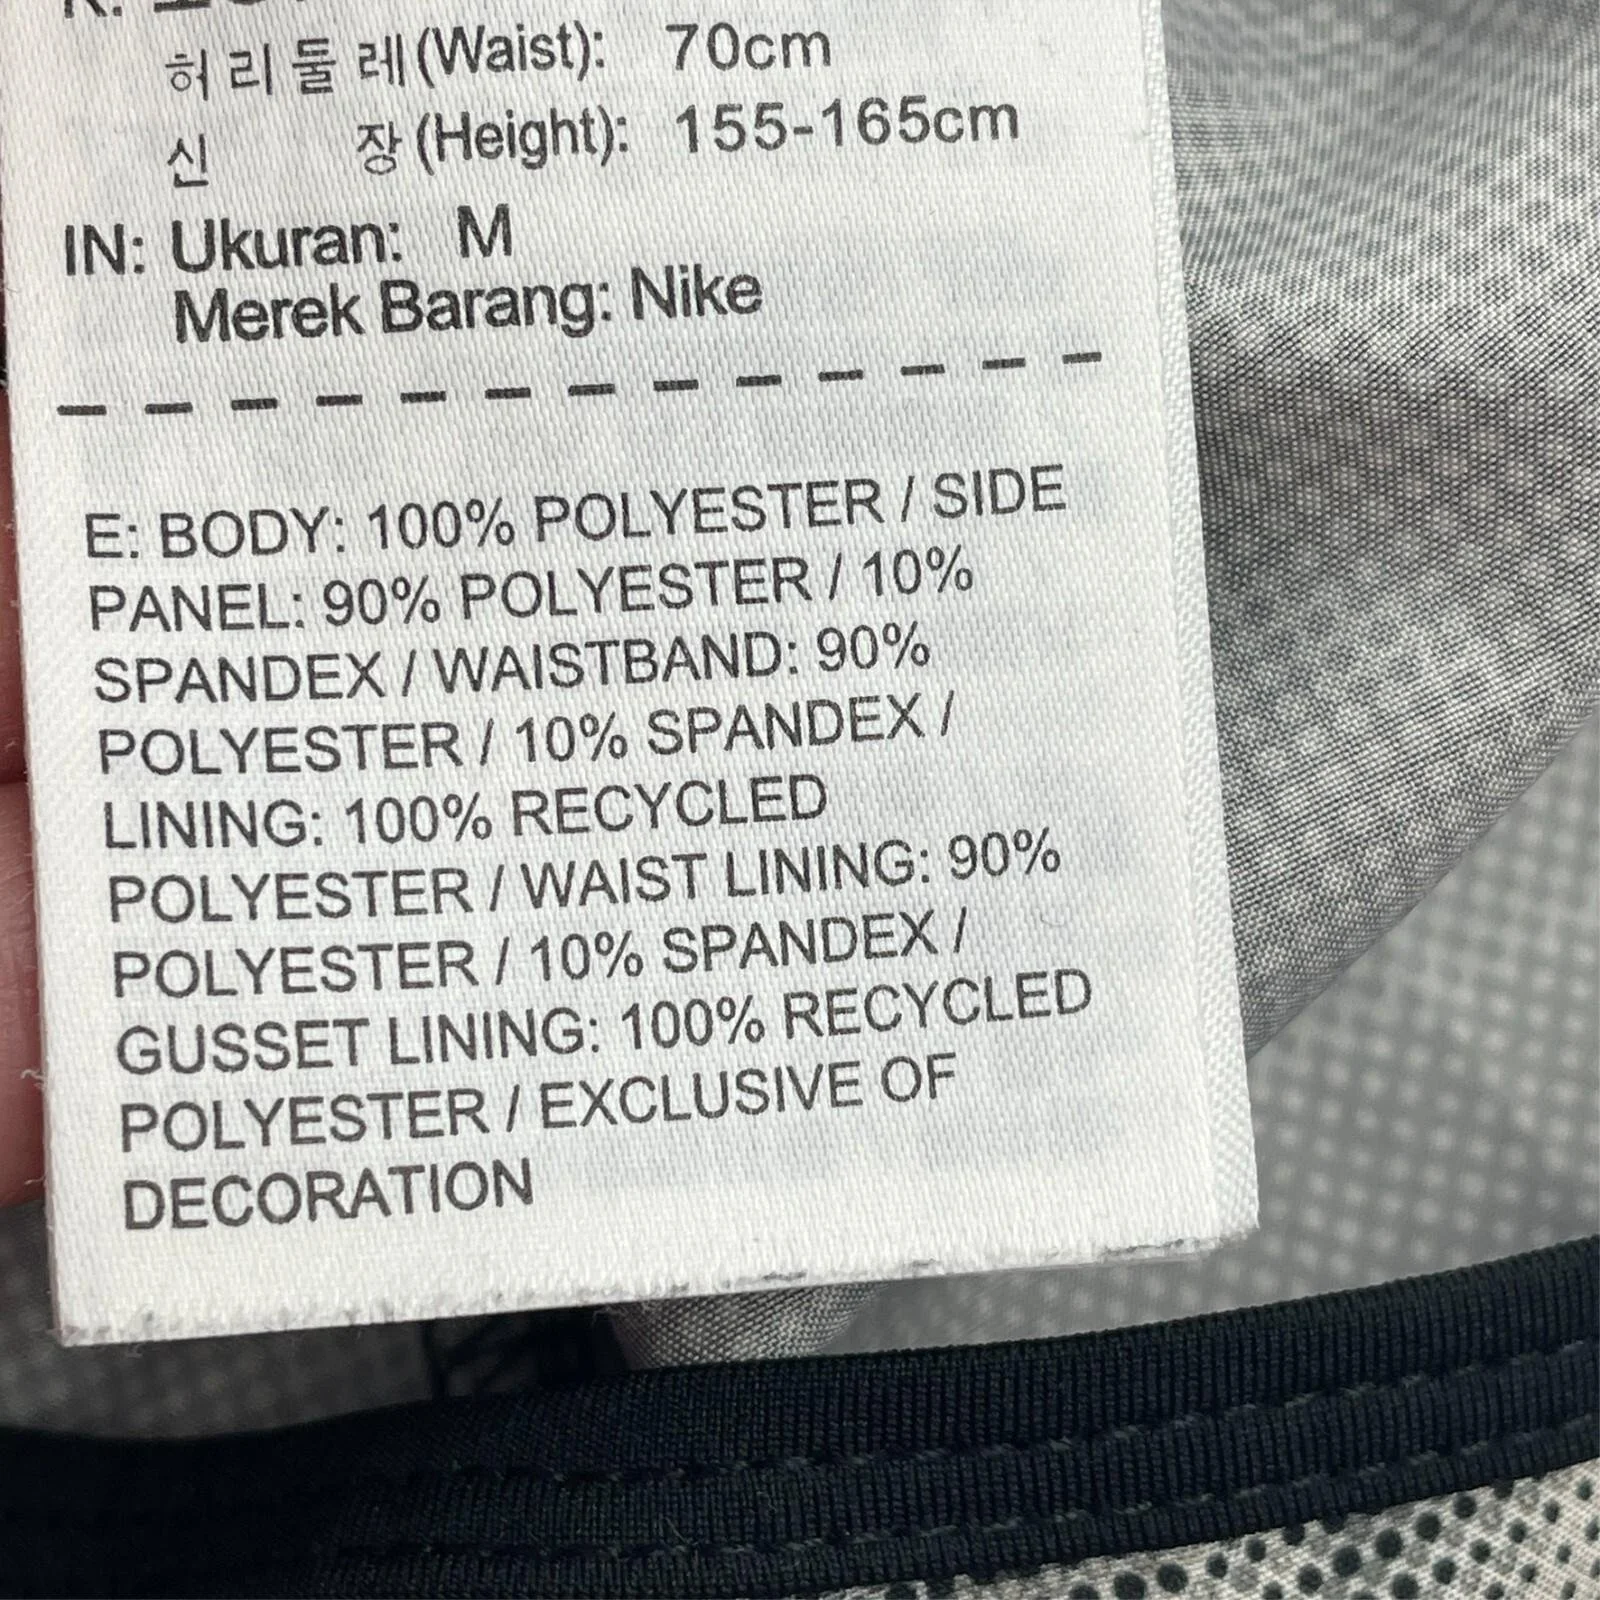 허리둘레(Waist): 70cm
신 장(Height): 155-165cm
IN: Ukuran: M
Merek Barang: Nike
E: BODY: 100% POLYESTER / SIDE
PANEL: 90% POLYESTER / 10%
SPANDEX / WAISTBAND: 90%
POLYESTER / 10% SPANDEX /
LINING: 100% RECYCLED
POLYESTER / WAIST LINING: 90%
POLYESTER / 10% SPANDEX /
GUSSET LINING: 100% RECYCLED
POLYESTER / EXCLUSIVE OF
DECORATION